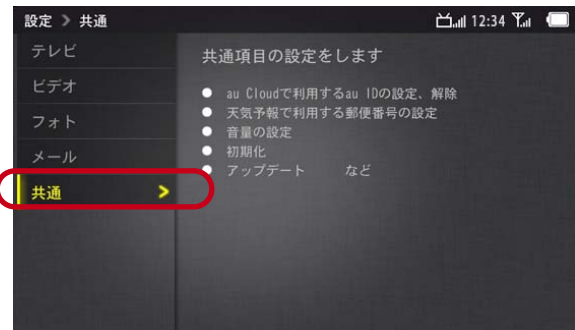 設定 > 共通
12:34
テレビ
ビデオ
フォト
メール
共通 >
共通項目の設定をします
● au Cloudで利用するau IDの設定、解除
● 天気予報で利用する郵便番号の設定
● 音量の設定
● 初期化
● アップデート など